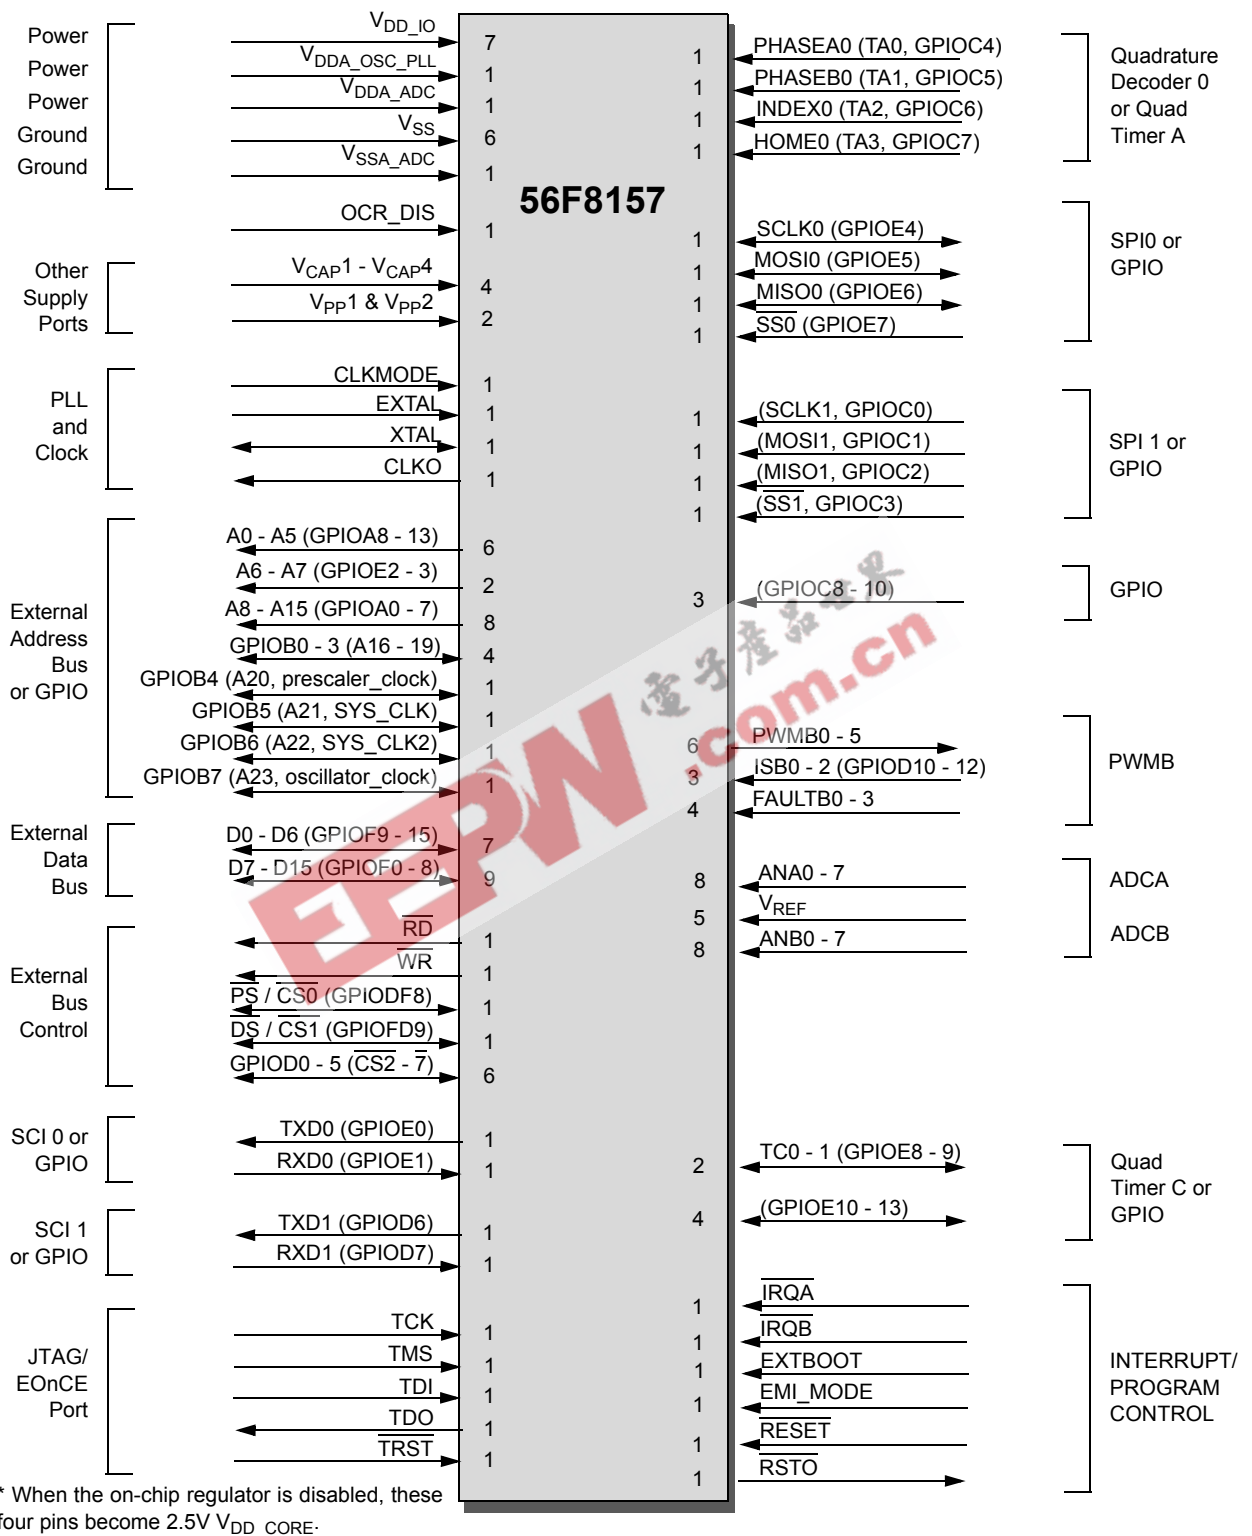 56F8157
Power
Power
Power
Ground
Ground
VDD_IO
7
VDDA_OSC_PLL
1
VDDA_ADC
1
VSS
6
VSSA_ADC
1
OCR_DIS
1
Other
Supply
Ports
VCAP1 - VCAP4
4
VPP1 & VPP2
2
PLL
and
Clock
CLKMODE
1
EXTAL
1
XTAL
1
CLKO
1
External
Address
Bus
or GPIO
A0 - A5 (GPIOA8 - 13)
6
A6 - A7 (GPIOE2 - 3)
2
A8 - A15 (GPIOA0 - 7)
8
GPIOB0 - 3 (A16 - 19)
4
GPIOB4 (A20, prescaler_clock)
1
GPIOB5 (A21, SYS_CLK)
1
GPIOB6 (A22, SYS_CLK2)
1
GPIOB7 (A23, oscillator_clock)
1
External
Data
Bus
D0 - D6 (GPIOF9 - 15)
7
D7 - D15 (GPIOF0 - 8)
9
External
Bus
Control
RD
1
WR
1
PS / CS0 (GPIODF8)
1
DS / CS1 (GPIOFD9)
1
GPIOD0 - 5 (CS2 - 7)
6
SCI 0 or
GPIO
TXD0 (GPIOE0)
1
RXD0 (GPIOE1)
1
SCI 1
or GPIO
TXD1 (GPIOD6)
1
RXD1 (GPIOD7)
1
JTAG/
EOnCE
Port
TCK
1
TMS
1
TDI
1
TDO
1
TRST
1
* When the on-chip regulator is disabled, these
four pins become 2.5V VDD_CORE.
1
PHASEA0 (TA0, GPIOC4)
1
PHASEB0 (TA1, GPIOC5)
1
INDEX0 (TA2, GPIOC6)
1
HOME0 (TA3, GPIOC7)
Quadrature
Decoder 0
or Quad
Timer A
1
SCLK0 (GPIOE4)
1
MOSI0 (GPIOE5)
1
MISO0 (GPIOE6)
1
SS0 (GPIOE7)
SPI0 or
GPIO
1
(SCLK1, GPIOC0)
1
(MOSI1, GPIOC1)
1
(MISO1, GPIOC2)
1
(SS1, GPIOC3)
SPI 1 or
GPIO
3
(GPIOC8 - 10)
GPIO
6
PWMB0 - 5
3
ISB0 - 2 (GPIOD10 - 12)
4
FAULTB0 - 3
PWMB
8
ANA0 - 7
5
VREF
8
ANB0 - 7
ADCA
ADCB
2
TC0 - 1 (GPIOE8 - 9)
4
(GPIOE10 - 13)
Quad
Timer C or
GPIO
1
IRQA
1
IRQB
1
EXTBOOT
1
EMI_MODE
1
RESET
1
RSTO
INTERRUPT/
PROGRAM
CONTROL
EEPW.com.cn
電子產品世界